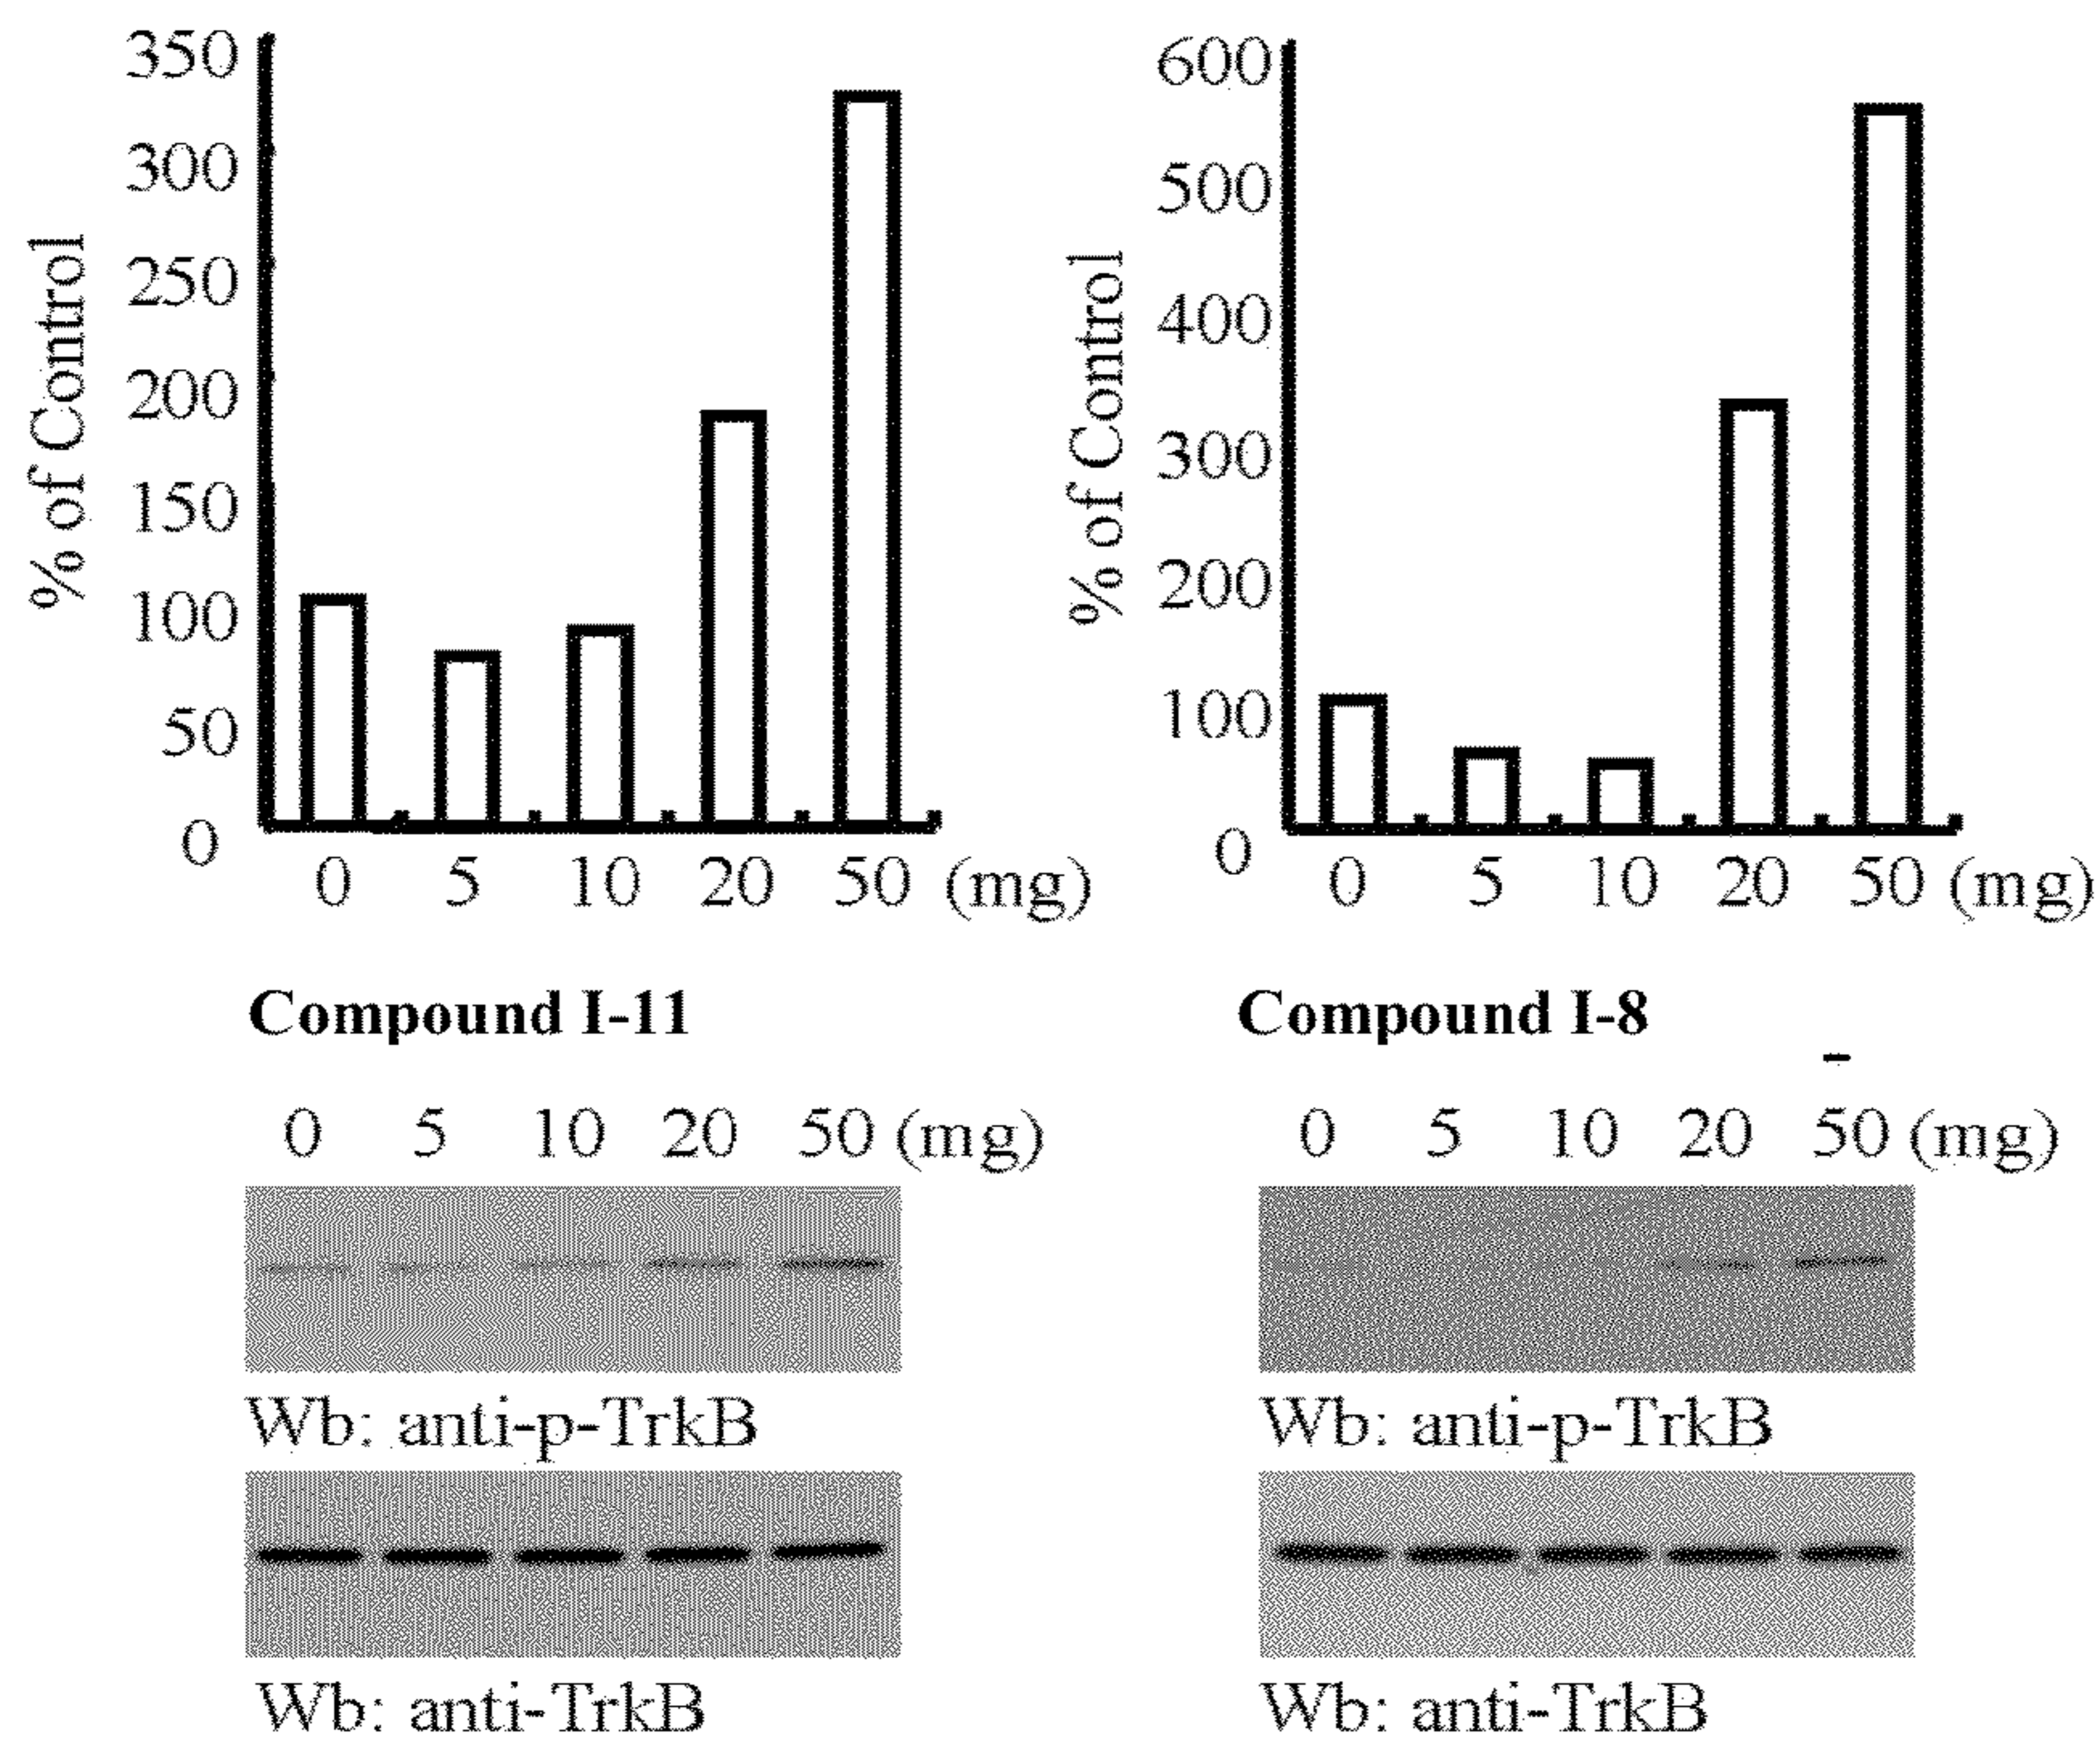 % of Control
350
300
250
200
150
100
50
0
0 5 10 20 50 (mg)
Compound I-11
% of Control
600
500
400
300
200
100
0
0 5 10 20 50 (mg)
Compound I-8
0 5 10 20 50 (mg)
Wb: anti-p-TrkB
Wb: anti-TrkB
0 5 10 20 50 (mg)
Wb: anti-p-TrkB
Wb: anti-TrkB